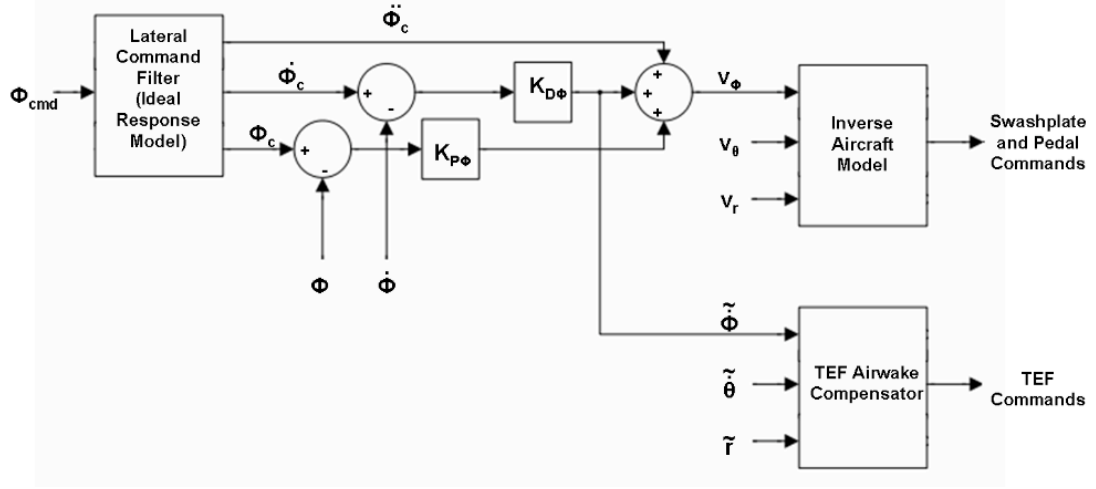 Φcmd
Lateral
Command
Filter
(Ideal
Response
Model)
Φ̈c
Φ̇c
Φc
+
-
+
-
KDΦ
KPΦ
+
+
+
Φ
Φ̇
VΦ
Vθ
Vr
Inverse
Aircraft
Model
Swashplate
and Pedal
Commands
Φ̇̃
θ̇̃
r̃
TEF Airwake
Compensator
TEF
Commands